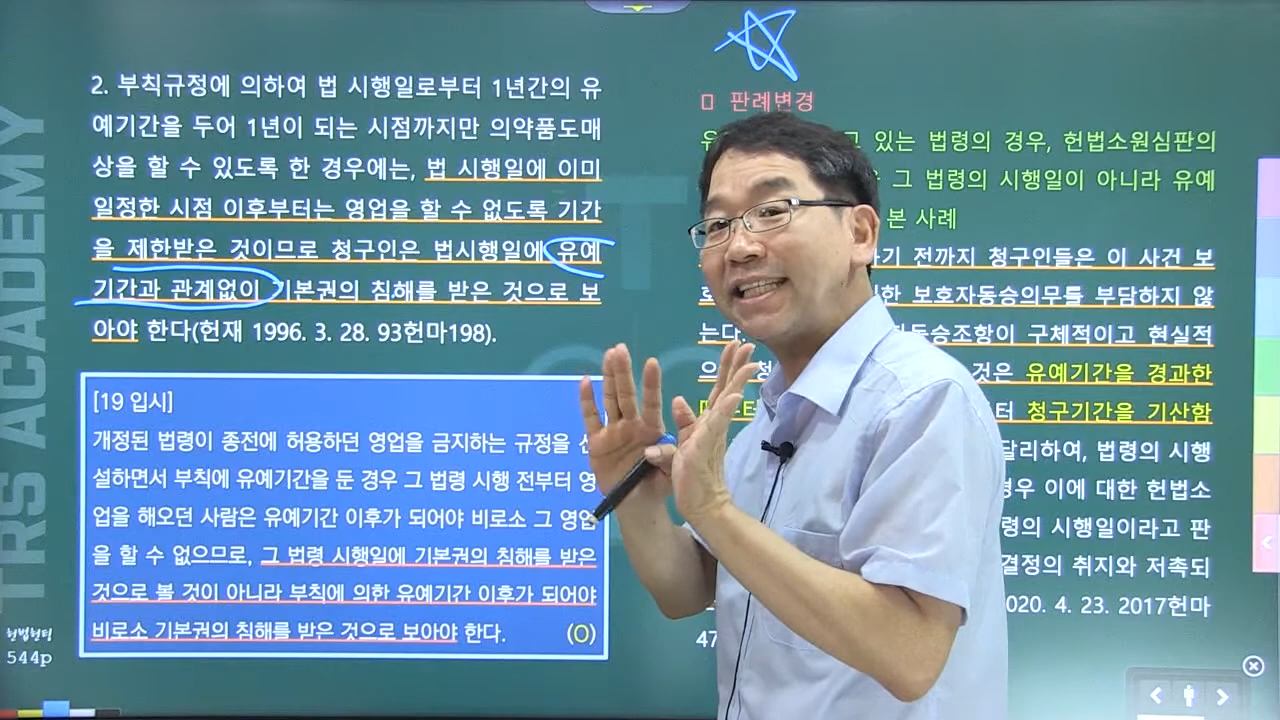 2. 부칙규정에 의하여 법 시행일로부터 1년간의 유
예기간을 두어 1년이 되는 시점까지만 의약품도매
상을 할 수 있도록 한 경우에는, 법 시행일에 이미
일정한 시점 이후부터는 영업을 할 수 없도록 기간
을 제한받은 것이므로 청구인은 법시행일에 유예
기간과 관계없이 기본권의 침해를 받은 것으로 보
아야 한다(헌재 1996. 3. 28. 93헌마198).
[19 입시]
개정된 법령이 종전에 허용하던 영업을 금지하는 규정을 신
설하면서 부칙에 유예기간을 둔 경우 그 법령 시행 전부터 영
업을 해오던 사람은 유예기간 이후가 되어야 비로소 그 영업
을 할 수 없으므로, 그 법령 시행일에 기본권의 침해를 받은
것으로 볼 것이 아니라 부칙에 의한 유예기간 이후가 되어야
비로소 기본권의 침해를 받은 것으로 보아야 한다. (O)
판례변경
있는 법령의 경우, 헌법소원심판의
그 법령의 시행일이 아니라 유예
본 사례
전까지 청구인들은 이 사건 보
보호자동승의무를 부담하지 않
는다. 구체적이고 현실적
유예기간을 경과한
청구기간을 기산함
달리하여, 법령의 시행
이에 대한 헌법소
시행일이라고 판
결정의 취지와 저촉되
4. 23. 2017헌마
47
TRS ACADEMY
헌법헌팅
544p